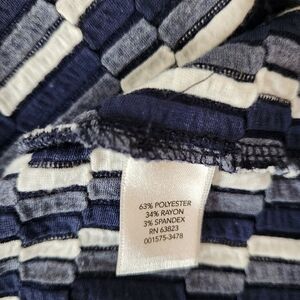 63% POLYESTER
34% RAYON
3% SPANDEX
RN 63823
001575-3478